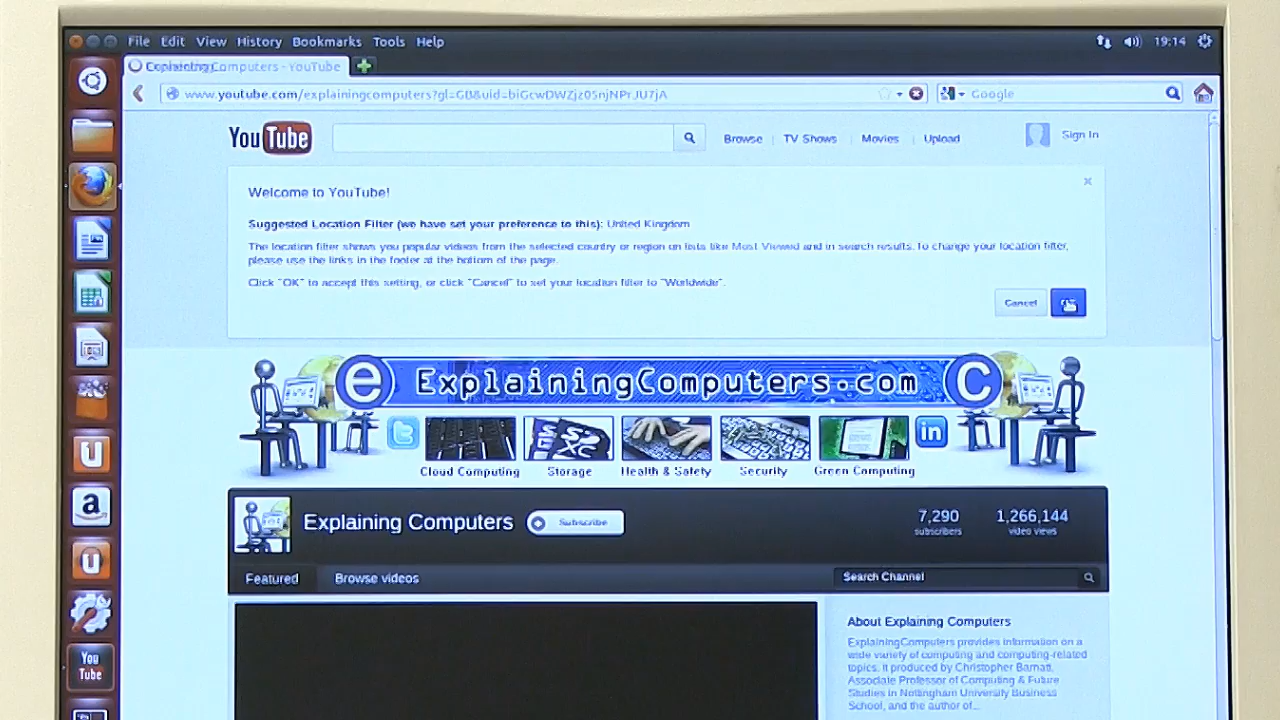 File Edit View History Bookmarks Tools Help 19:14
ExplainingComputers - YouTube
www.youtube.com/explainingcomputers?gl=GB&uid=biGcwDWZjz05njNPrJU7jA Google
YouTube Browse TV Shows Movies Upload Sign In
Welcome to YouTube!
Suggested Location Filter (we have set your preference to this): United Kingdom
The location filter shows you popular videos from the selected country or region on lists like Most Viewed and in search results. To change your location filter,
please use the links in the footer at the bottom of the page.
Click "OK" to accept this setting, or click "Cancel" to set your location filter to "Worldwide".
Cancel
e ExplainingComputers.com c
in
Cloud Computing Storage Health & Safety Security Green Computing
Explaining Computers Subscribe 7,290 1,266,144
subscribers video views
Featured Browse videos Search Channel
About Explaining Computers
ExplainingComputers provides information on a
wide variety of computing and computing-related
topics. It produced by Christopher Barnatt,
Associate Professor of Computing & Future
Studies in Nottingham University Business
School, and the author of...
U
a
U
You
Tube